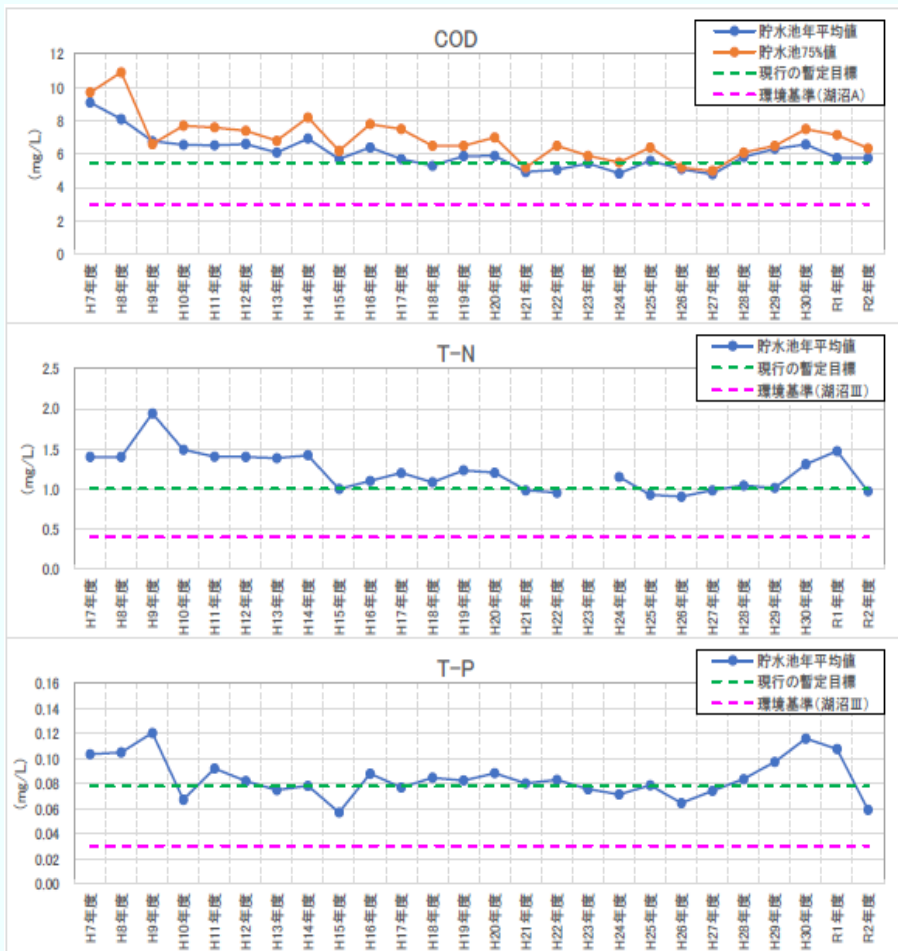 COD
貯水池年平均値
貯水池75%値
現行の暫定目標
環境基準(湖沼A)
(mg/L)
12
10
8
6
4
2
0
H7年度
H8年度
H9年度
H10年度
H11年度
H12年度
H13年度
H14年度
H15年度
H16年度
H17年度
H18年度
H19年度
H20年度
H21年度
H22年度
H23年度
H24年度
H25年度
H26年度
H27年度
H28年度
H29年度
H30年度
R1年度
R2年度
T-N
貯水池年平均値
現行の暫定目標
環境基準(湖沼Ⅲ)
(mg/L)
2.5
2.0
1.5
1.0
0.5
0.0
H7年度
H8年度
H9年度
H10年度
H11年度
H12年度
H13年度
H14年度
H15年度
H16年度
H17年度
H18年度
H19年度
H20年度
H21年度
H22年度
H23年度
H24年度
H25年度
H26年度
H27年度
H28年度
H29年度
H30年度
R1年度
R2年度
T-P
貯水池年平均値
現行の暫定目標
環境基準(湖沼Ⅲ)
(mg/L)
0.16
0.14
0.12
0.10
0.08
0.06
0.04
0.02
0.00
H7年度
H8年度
H9年度
H10年度
H11年度
H12年度
H13年度
H14年度
H15年度
H16年度
H17年度
H18年度
H19年度
H20年度
H21年度
H22年度
H23年度
H24年度
H25年度
H26年度
H27年度
H28年度
H29年度
H30年度
R1年度
R2年度